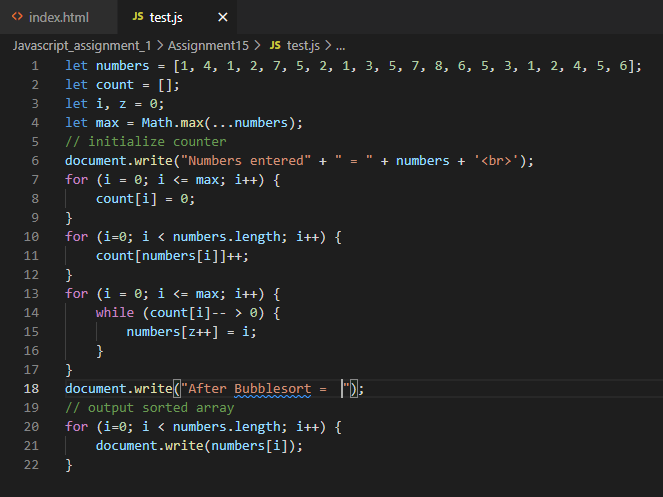 index.html JS test.js ×
Javascript_assignment_1 > Assignment15 > JS test.js > ...
1 let numbers = [1, 4, 1, 2, 7, 5, 2, 1, 3, 5, 7, 8, 6, 5, 3, 1, 2, 4, 5, 6];
2 let count = [];
3 let i, z = 0;
4 let max = Math.max(...numbers);
5 // initialize counter
6 document.write("Numbers entered" + " = " + numbers + '<br>');
7 for (i = 0; i <= max; i++) {
8     count[i] = 0;
9 }
10 for (i=0; i < numbers.length; i++) {
11     count[numbers[i]]++;
12 }
13 for (i = 0; i <= max; i++) {
14     while (count[i]-- > 0) {
15         numbers[z++] = i;
16     }
17 }
18 document.write("After Bubblesort =  ");
19 // output sorted array
20 for (i=0; i < numbers.length; i++) {
21     document.write(numbers[i]);
22 }